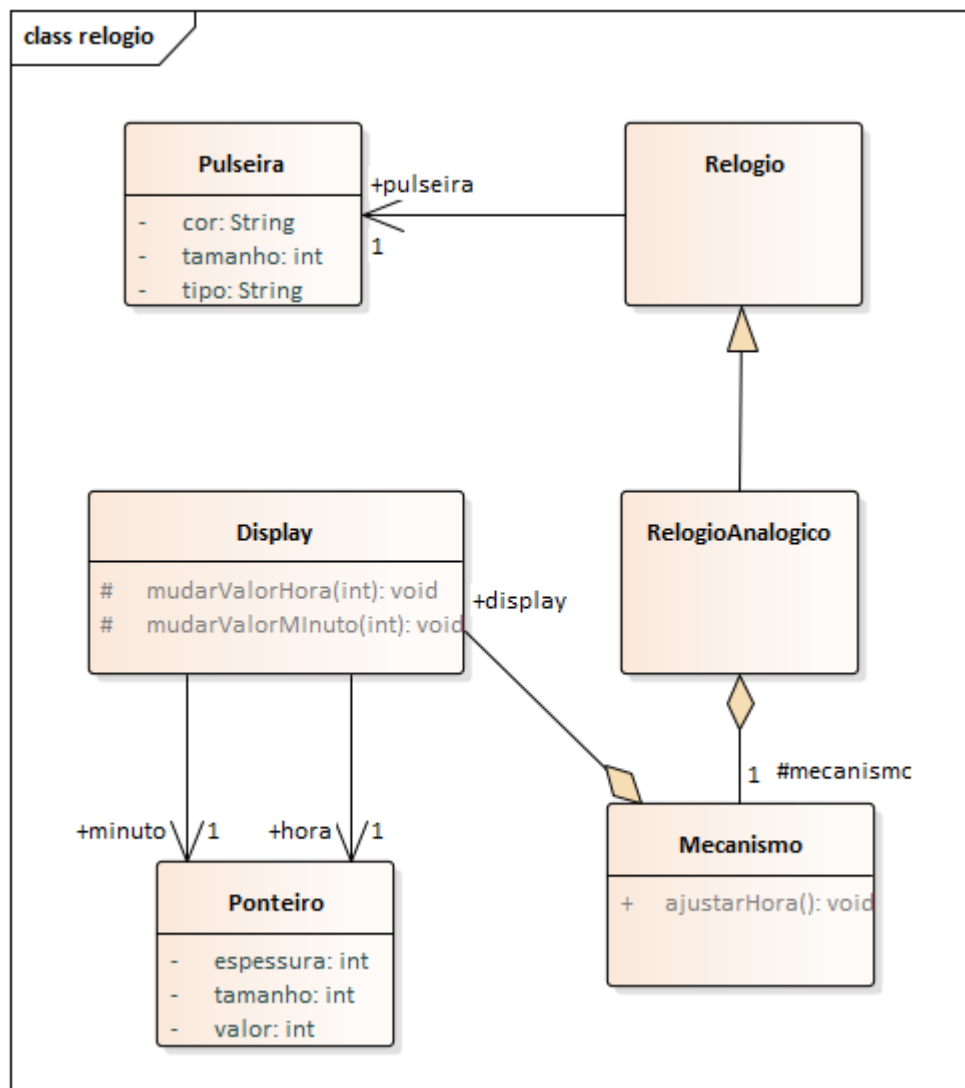 class relogio
Pulseira
- cor: String
- tamanho: int
- tipo: String
+pulseira
1
Relogio
Display
# mudarValorHora(int): void
# mudarValorMInuto(int): void
+display
RelogioAnalogico
1
#mecanismc
+minuto
1
+hora
1
Mecanismo
+ ajustarHora(): void
Ponteiro
- espessura: int
- tamanho: int
- valor: int